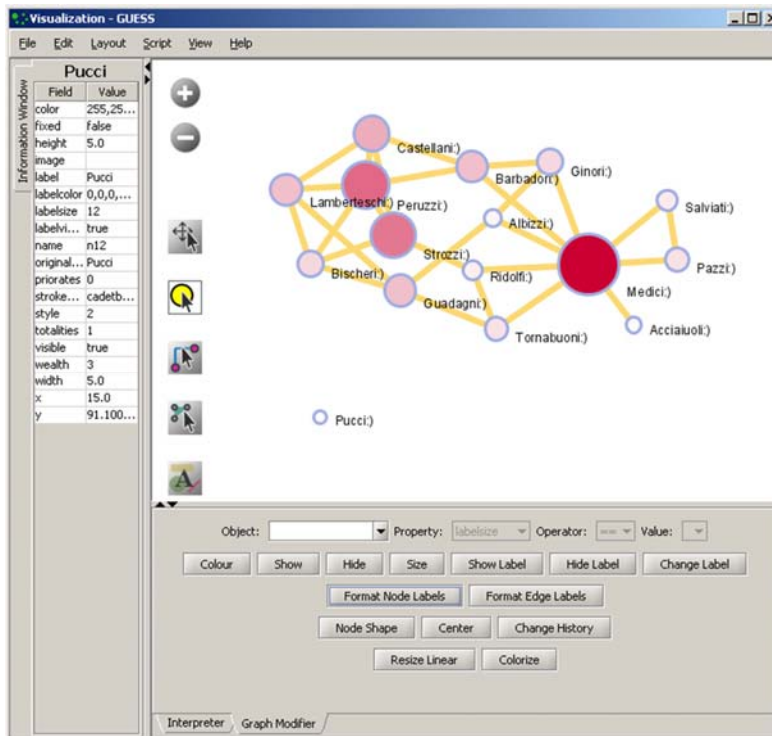 Visualization - GUESS
File Edit Layout Script View Help
Information Window
Pucci
Field Value
color 255,25...
fixed false
height 5.0
image
label Pucci
labelcolor 0,0,0,...
labelsize 12
labelvi... true
name n12
original... Pucci
priorates 0
stroke... cadetb...
style 2
totalities 1
visible true
wealth 3
width 5.0
x 15.0
y 91.100...
Castellani:)
Barbadori:)
Ginori:)
Lamberteschi:)
Peruzzi:)
Albizzi:)
Salviati:)
Strozzi:)
Bischeri:)
Ridolfi:)
Pazzi:)
Guadagni:)
Medici:)
Tornabuoni:)
Acciaiuoli:)
Pucci:)
A
Object: Property: labelsize Operator: == Value:
Colour Show Hide Size Show Label Hide Label Change Label
Format Node Labels Format Edge Labels
Node Shape Center Change History
Resize Linear Colorize
Interpreter Graph Modifier